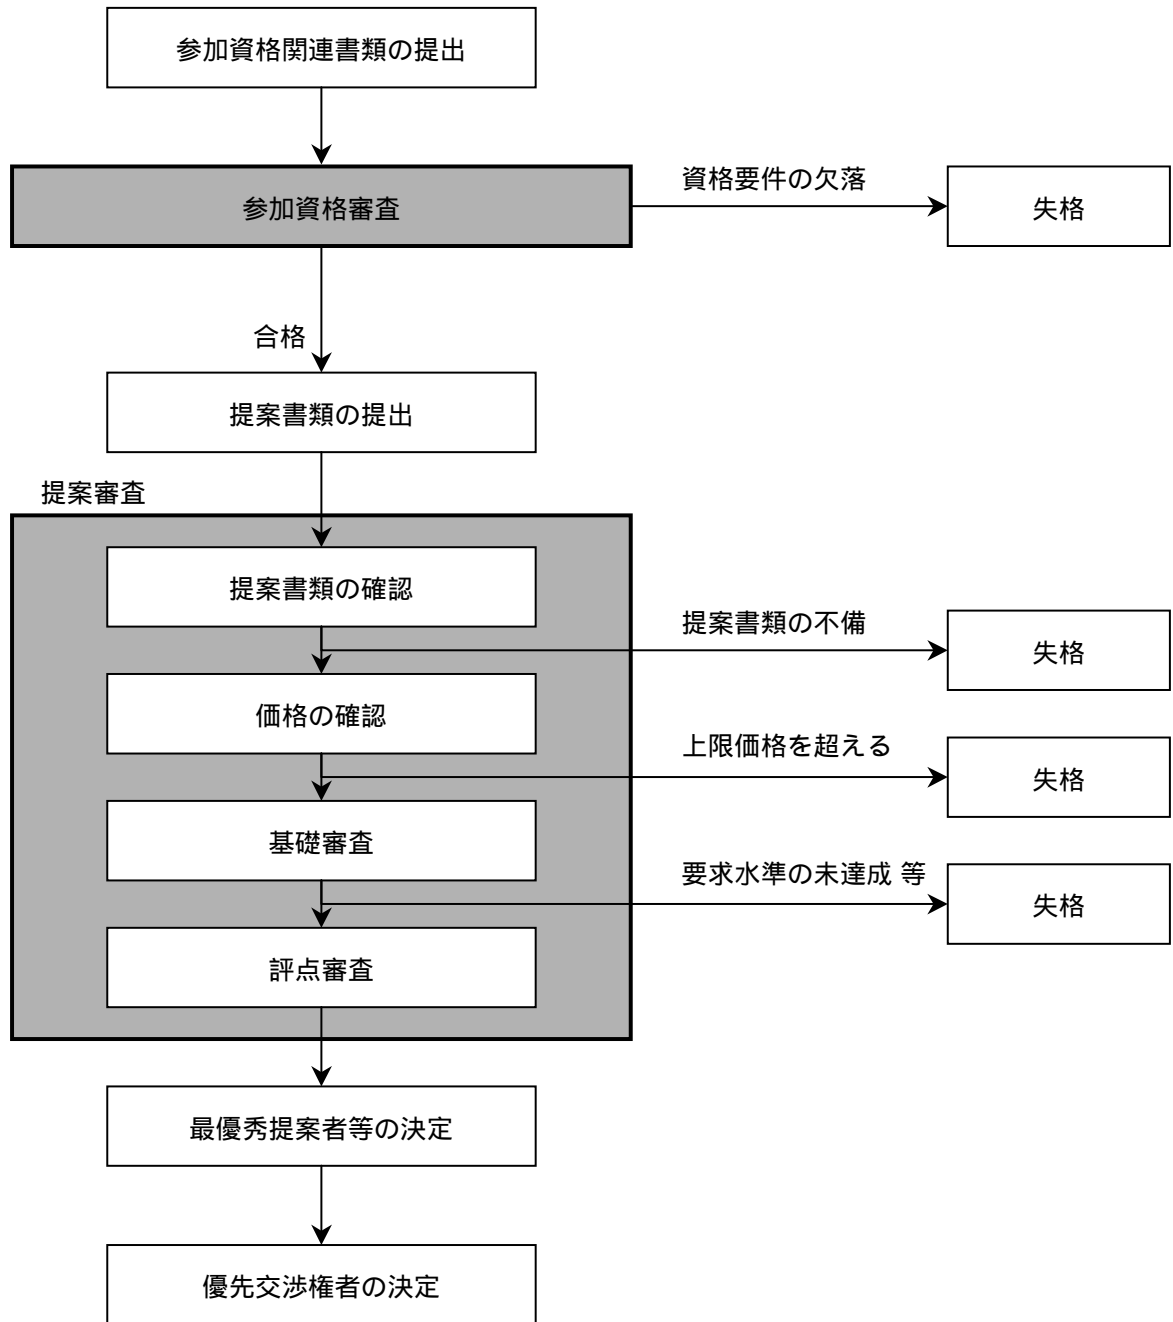 参加資格関連書類の提出
参加資格審査
資格要件の欠落
失格
合格
提案書類の提出
提案審査
提案書類の確認
提案書類の不備
失格
価格の確認
上限価格を超える
失格
基礎審査
要求水準の未達成 等
失格
評点審査
最優秀提案者等の決定
優先交渉権者の決定